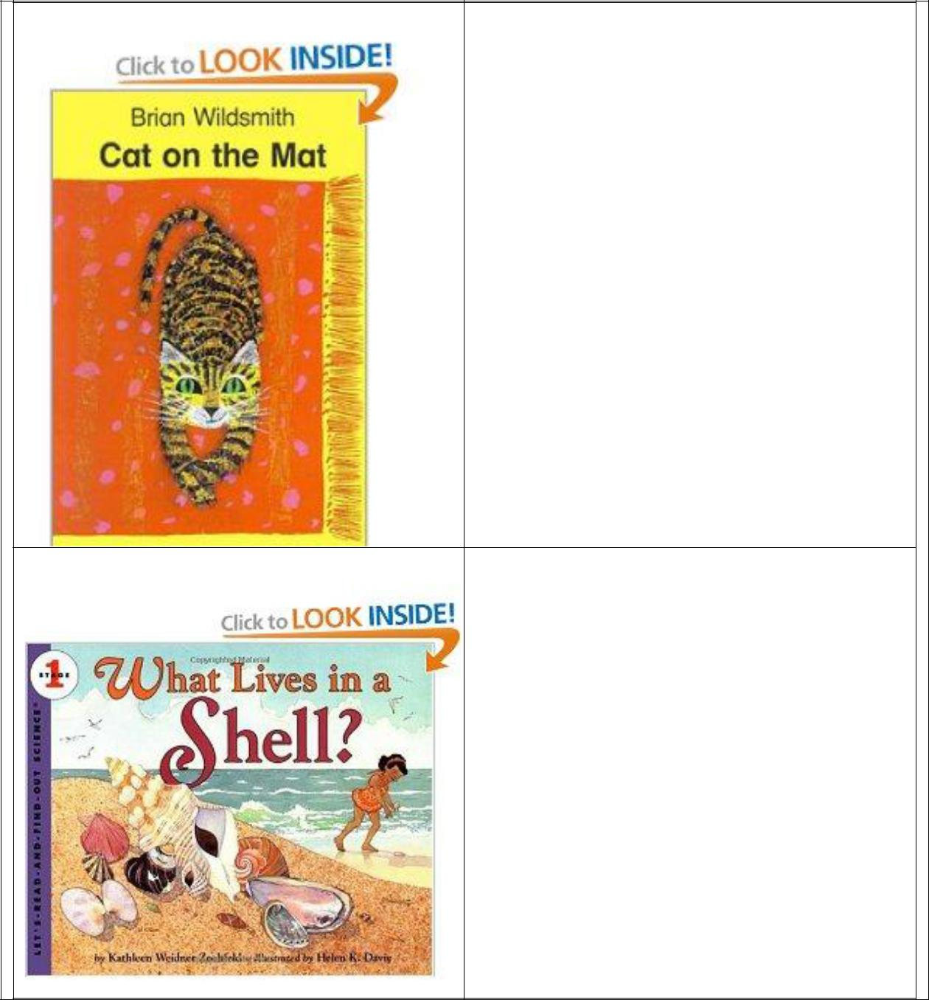 Click to LOOK INSIDE!
Brian Wildsmith
Cat on the Mat
Click to LOOK INSIDE!
STAGE 1
Copyrighted Material
What Lives in a
Shell?
LET'S-READ-AND-FIND-OUT SCIENCE®
by Kathleen Weidner Zoehfeld illustrated by Helen K. Davie